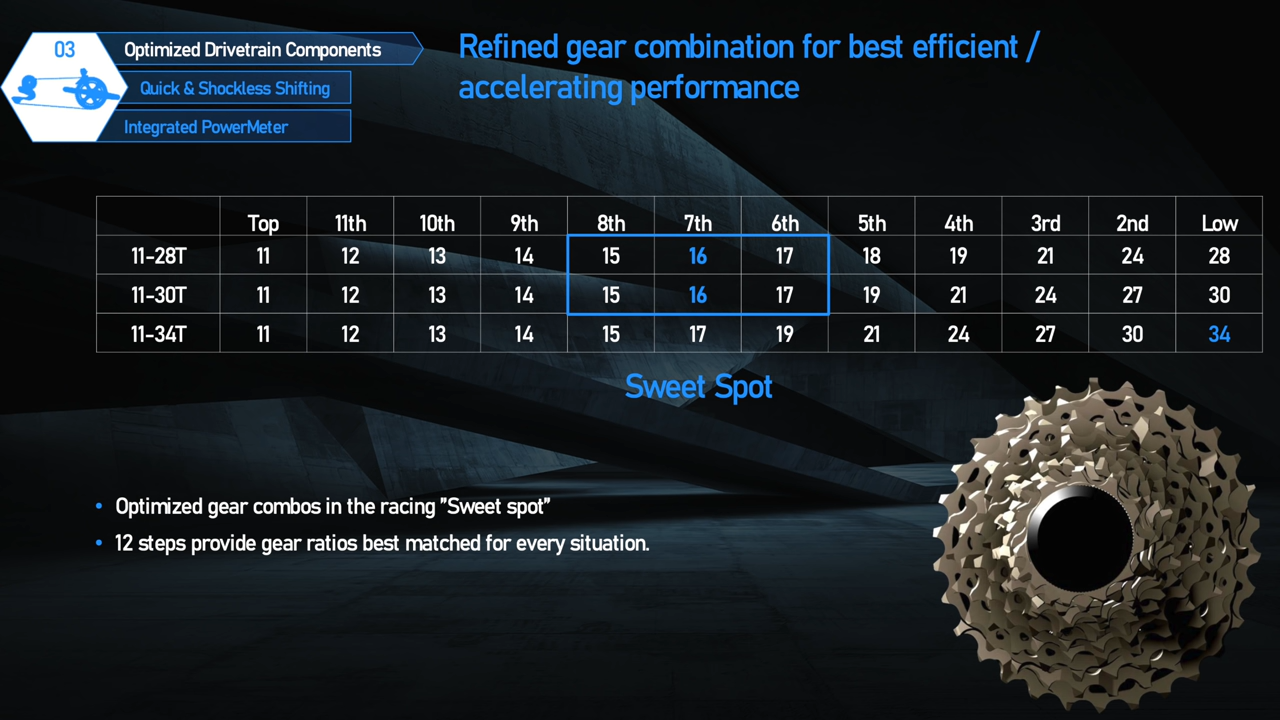 03
Optimized Drivetrain Components
Quick & Shockless Shifting
Integrated PowerMeter
Refined gear combination for best efficient /
accelerating performance
Top 11th 10th 9th 8th 7th 6th 5th 4th 3rd 2nd Low
11-28T 11 12 13 14 15 16 17 18 19 21 24 28
11-30T 11 12 13 14 15 16 17 19 21 24 27 30
11-34T 11 12 13 14 15 17 19 21 24 27 30 34
Sweet Spot
• Optimized gear combos in the racing "Sweet spot"
• 12 steps provide gear ratios best matched for every situation.